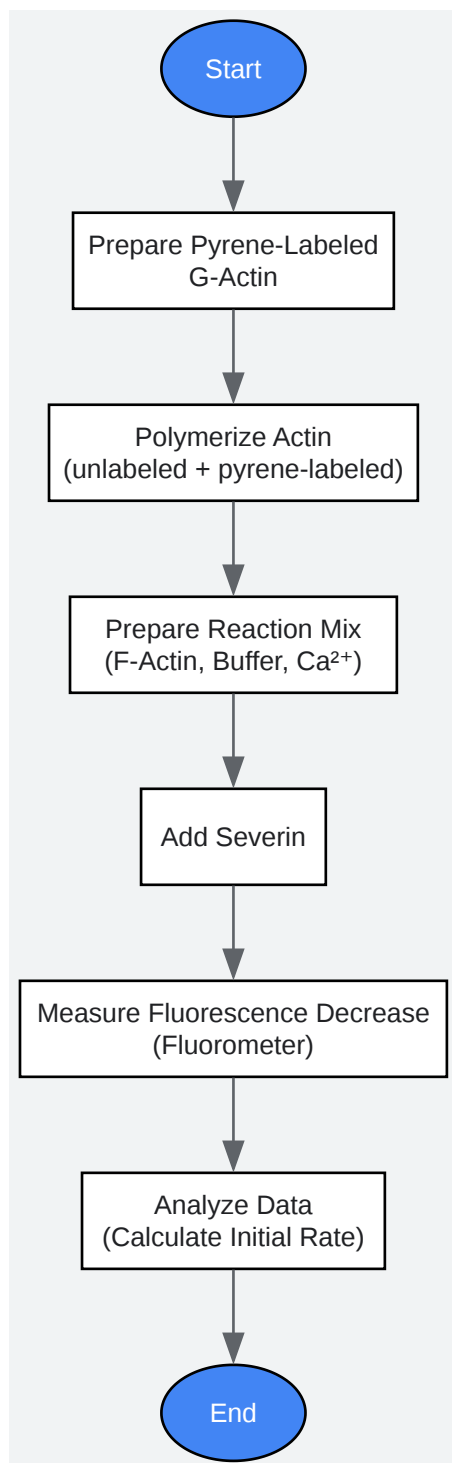 Start
Prepare Pyrene-Labeled
G-Actin
Polymerize Actin
(unlabeled + pyrene-labeled)
Prepare Reaction Mix
(F-Actin, Buffer, Ca²⁺)
Add Severin
Measure Fluorescence Decrease
(Fluorometer)
Analyze Data
(Calculate Initial Rate)
End